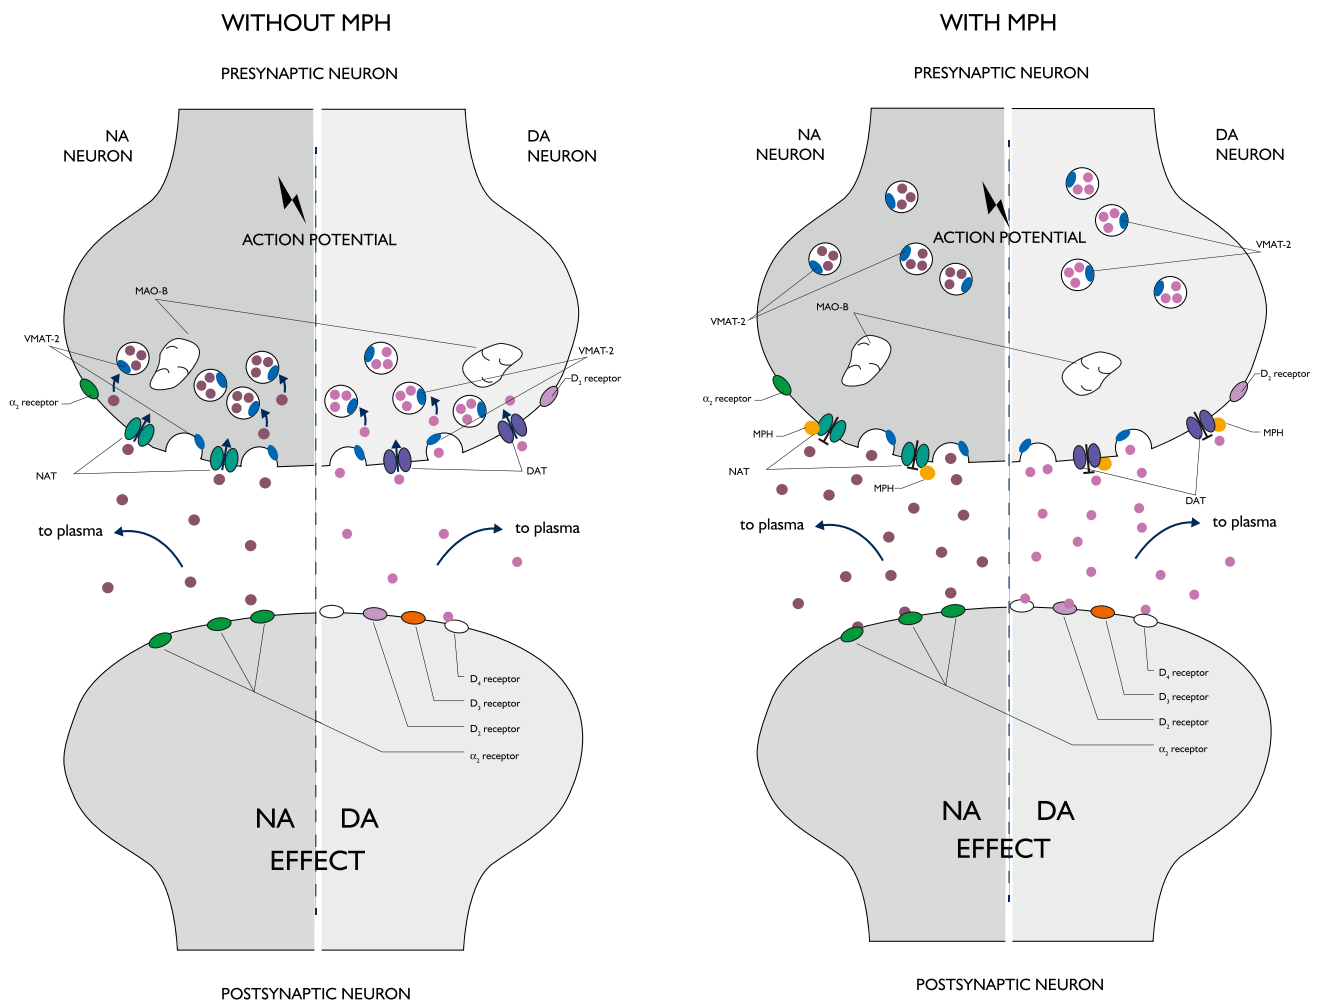 WITHOUT MPH
PRESYNAPTIC NEURON
NA
NEURON
DA
NEURON
ACTION POTENTIAL
MAO-B
VMAT-2
VMAT-2
D2 receptor
α2 receptor
NAT
DAT
to plasma
to plasma
D4 receptor
D3 receptor
D2 receptor
α2 receptor
NA DA
EFFECT
POSTSYNAPTIC NEURON
WITH MPH
PRESYNAPTIC NEURON
NA
NEURON
DA
NEURON
ACTION POTENTIAL
VMAT-2
MAO-B
VMAT-2
D2 receptor
α2 receptor
MPH
MPH
NAT
MPH
DAT
to plasma
to plasma
D4 receptor
D3 receptor
D2 receptor
α2 receptor
NA DA
EFFECT
POSTSYNAPTIC NEURON